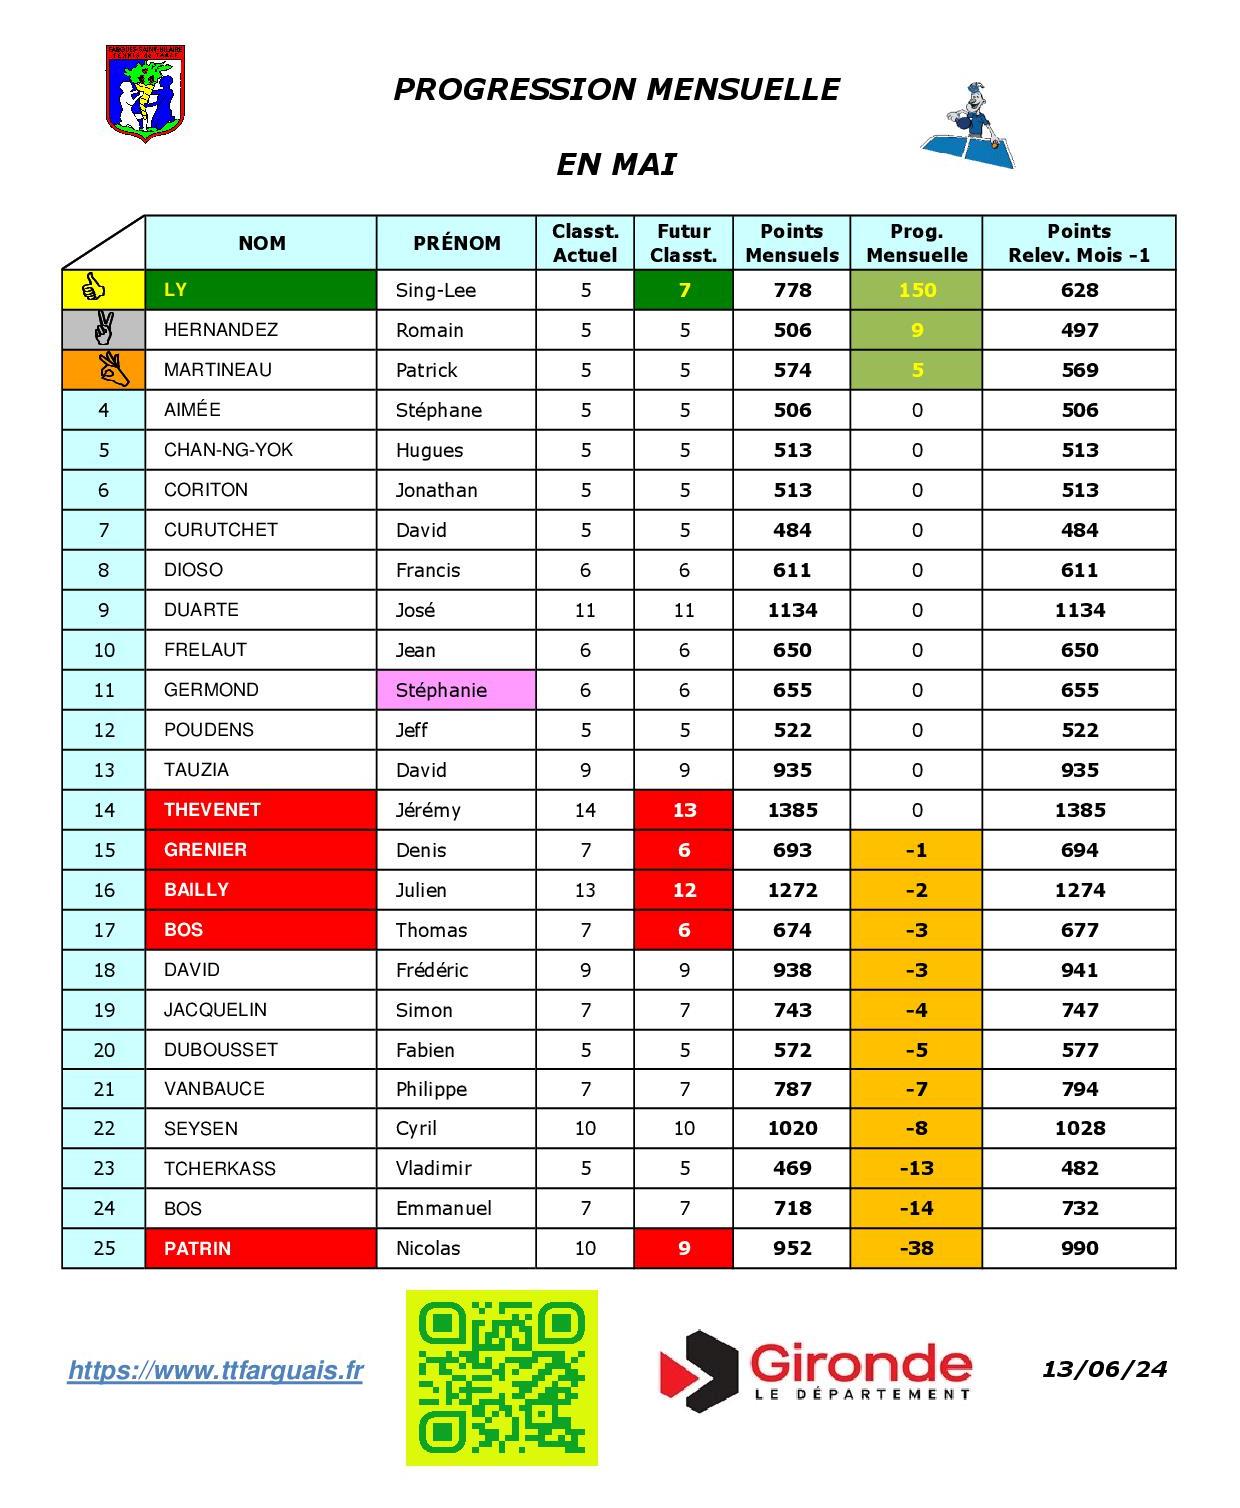 FARGUES-SAINT-HILAIRE
PROGRESSION MENSUELLE
EN MAI
NOM PRÉNOM Classt. Actuel Futur Classt. Points Mensuels Prog. Mensuelle Points Relev. Mois -1
LY Sing-Lee 5 7 778 150 628
HERNANDEZ Romain 5 5 506 9 497
MARTINEAU Patrick 5 5 574 5 569
4 AIMÉE Stéphane 5 5 506 0 506
5 CHAN-NG-YOK Hugues 5 5 513 0 513
6 CORITON Jonathan 5 5 513 0 513
7 CURUTCHET David 5 5 484 0 484
8 DIOSO Francis 6 6 611 0 611
9 DUARTE José 11 11 1134 0 1134
10 FRELAUT Jean 6 6 650 0 650
11 GERMOND Stéphanie 6 6 655 0 655
12 POUDENS Jeff 5 5 522 0 522
13 TAUZIA David 9 9 935 0 935
14 THEVENET Jérémy 14 13 1385 0 1385
15 GRENIER Denis 7 6 693 -1 694
16 BAILLY Julien 13 12 1272 -2 1274
17 BOS Thomas 7 6 674 -3 677
18 DAVID Frédéric 9 9 938 -3 941
19 JACQUELIN Simon 7 7 743 -4 747
20 DUBOUSSET Fabien 5 5 572 -5 577
21 VANBAUCE Philippe 7 7 787 -7 794
22 SEYSEN Cyril 10 10 1020 -8 1028
23 TCHERKASS Vladimir 5 5 469 -13 482
24 BOS Emmanuel 7 7 718 -14 732
25 PATRIN Nicolas 10 9 952 -38 990
https://www.ttfarguais.fr
Gironde
LE DÉPARTEMENT
13/06/24